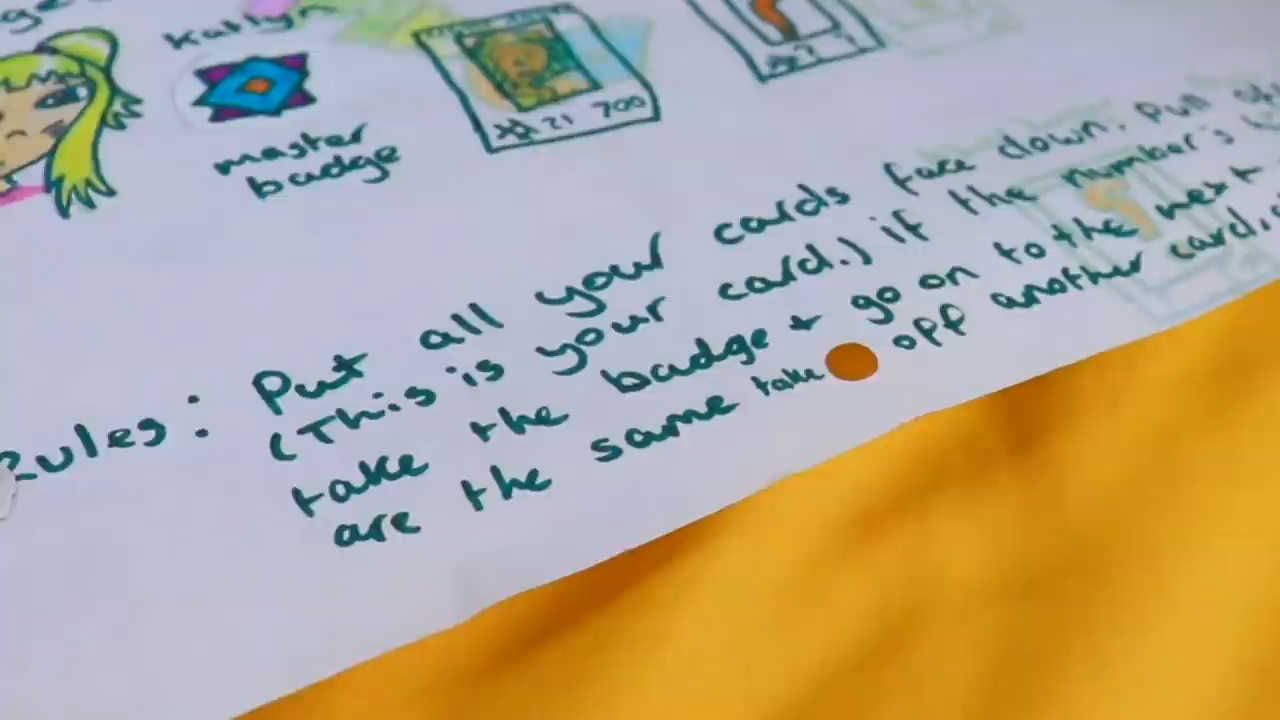 Katlyn
master
badge
21 700
Rules: Put all your cards face down. Pull
(This is your card.) if the number's
take the badge + go on to the next
are the same take off another card,